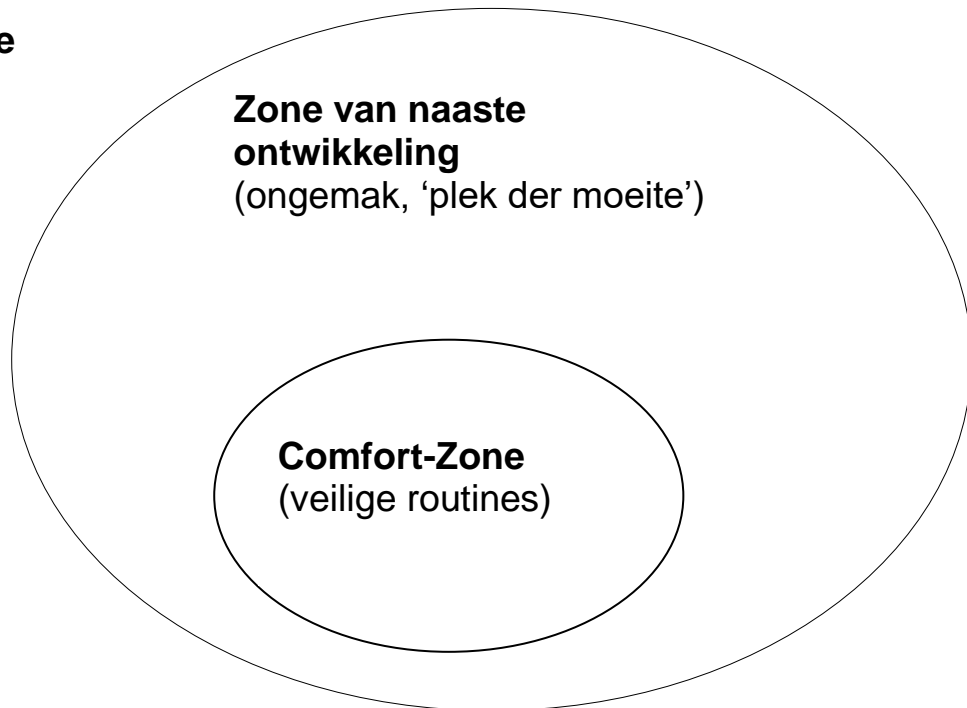 e
Zone van naaste
ontwikkeling
(ongemak, ‘plek der moeite’)
Comfort-Zone
(veilige routines)